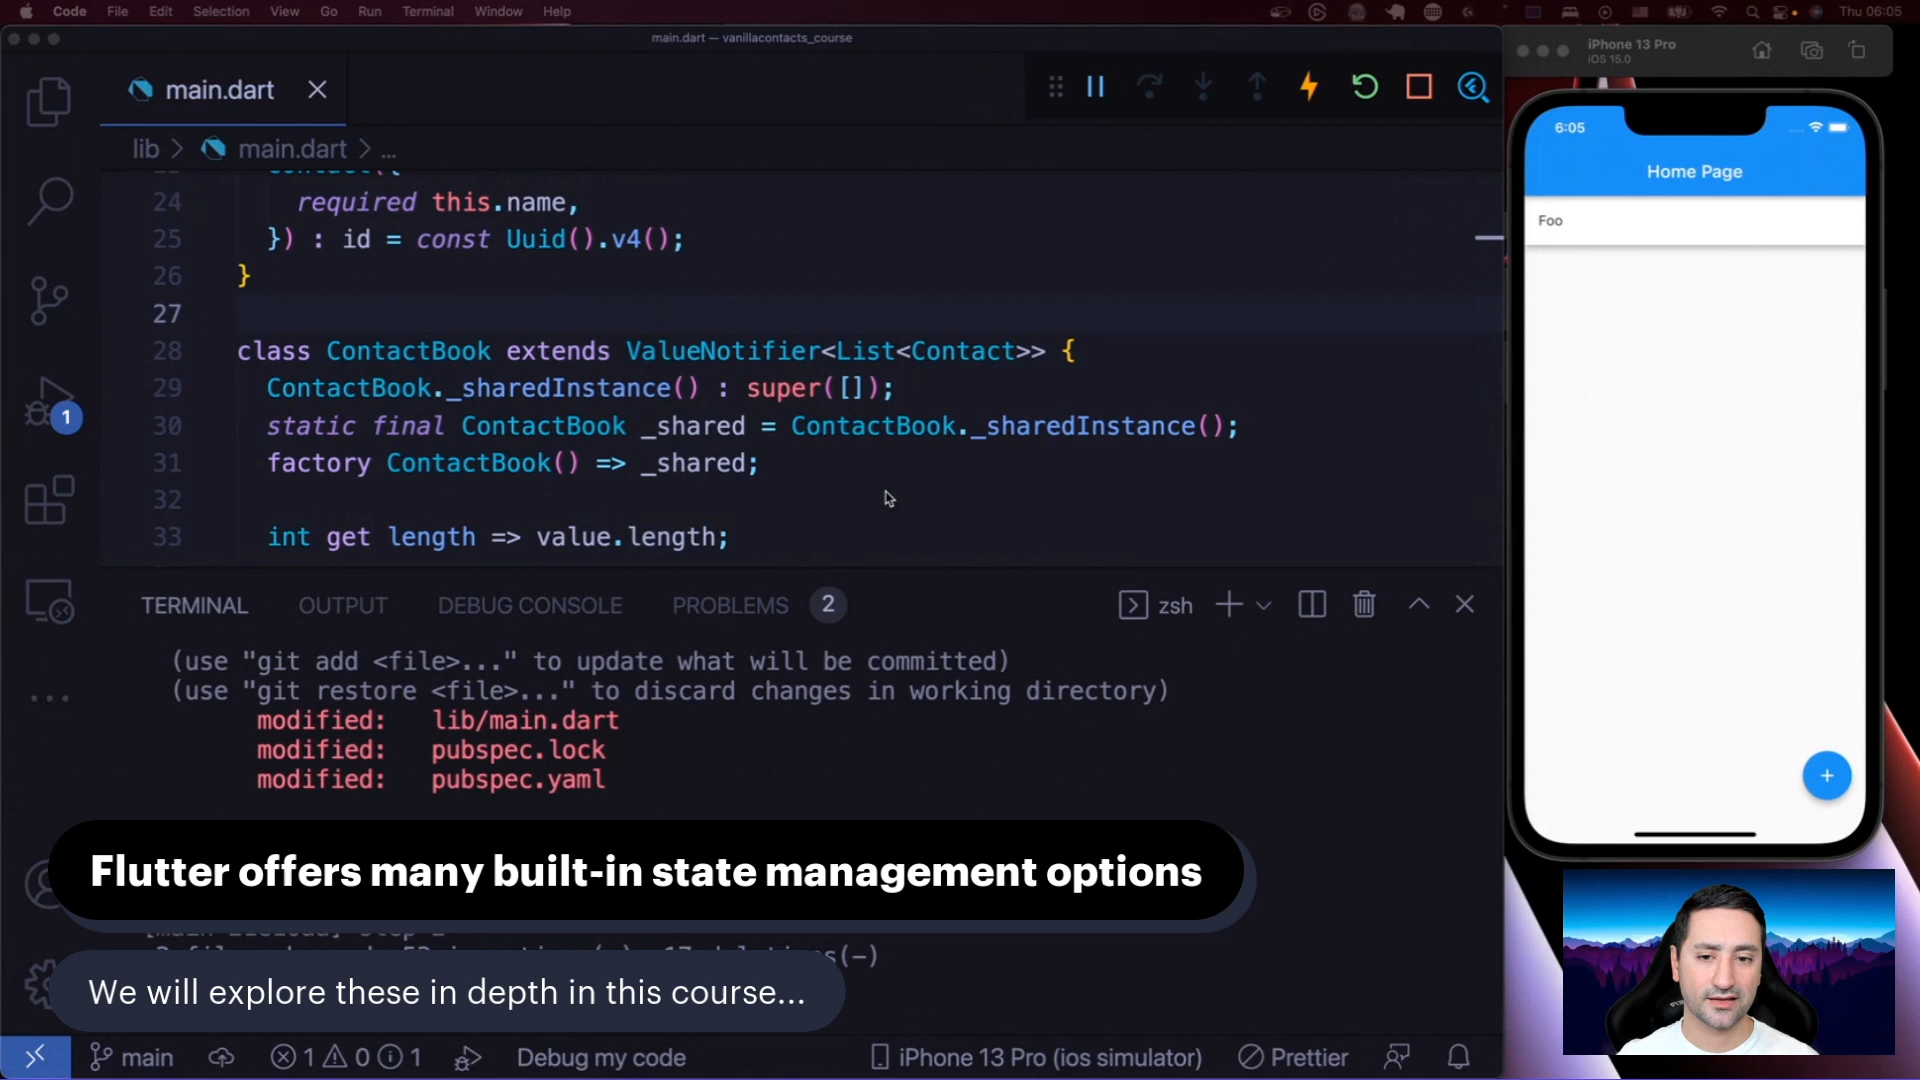 Code File Edit Selection View Go Run Terminal Window Help
Thu 06:05
main.dart — vanillacontacts_course
main.dart
lib > main.dart > ...
24 required this.name,
25 }) : id = const Uuid().v4();
26 }
27
28 class ContactBook extends ValueNotifier<List<Contact>> {
29 ContactBook._sharedInstance() : super([]);
30 static final ContactBook _shared = ContactBook._sharedInstance();
31 factory ContactBook() => _shared;
32
33 int get length => value.length;
1
TERMINAL OUTPUT DEBUG CONSOLE PROBLEMS 2
zsh
(use "git add <file>..." to update what will be committed)
(use "git restore <file>..." to discard changes in working directory)
modified: lib/main.dart
modified: pubspec.lock
modified: pubspec.yaml
Flutter offers many built-in state management options
We will explore these in depth in this course...
main 1 0 1 Debug my code iPhone 13 Pro (ios simulator) Prettier
iPhone 13 Pro
iOS 15.0
6:05
Home Page
Foo
+